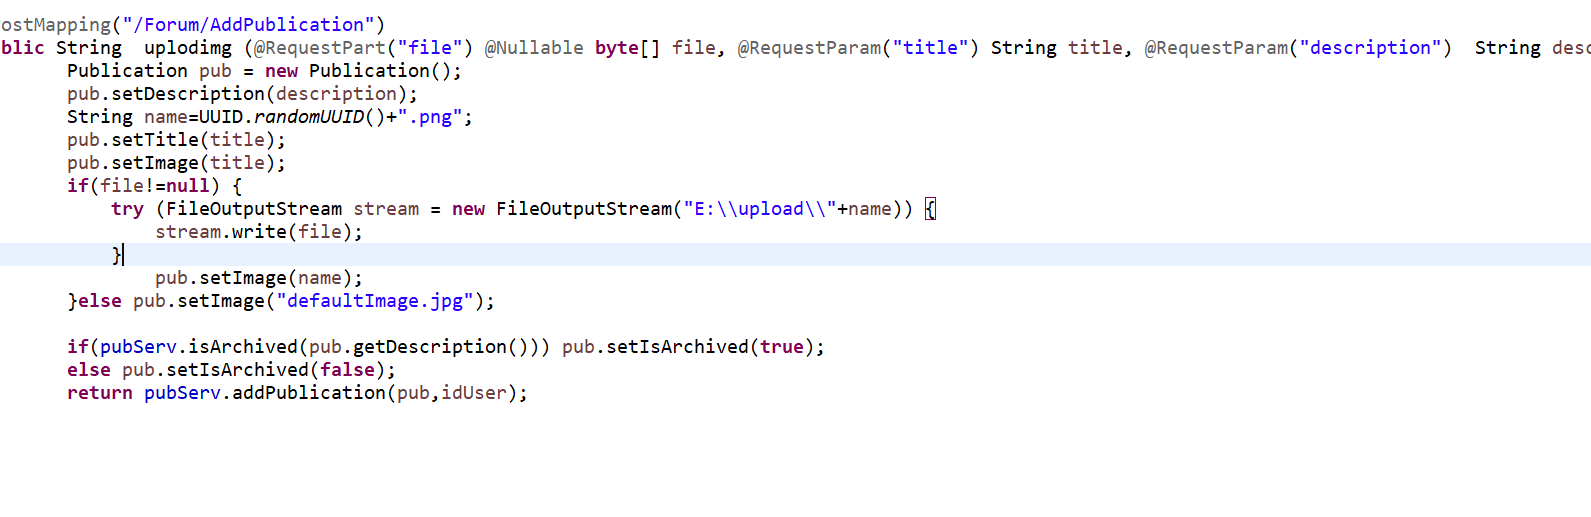 ostMapping("/Forum/AddPublication")
blic String  uplodimg (@RequestPart("file") @Nullable byte[] file, @RequestParam("title") String title, @RequestParam("description")  String desc
Publication pub = new Publication();
pub.setDescription(description);
String name=UUID.randomUUID()+".png";
pub.setTitle(title);
pub.setImage(title);
if(file!=null) {
try (FileOutputStream stream = new FileOutputStream("E:\\upload\\"+name)) {
stream.write(file);
}
pub.setImage(name);
}else pub.setImage("defaultImage.jpg");
if(pubServ.isArchived(pub.getDescription())) pub.setIsArchived(true);
else pub.setIsArchived(false);
return pubServ.addPublication(pub,idUser);